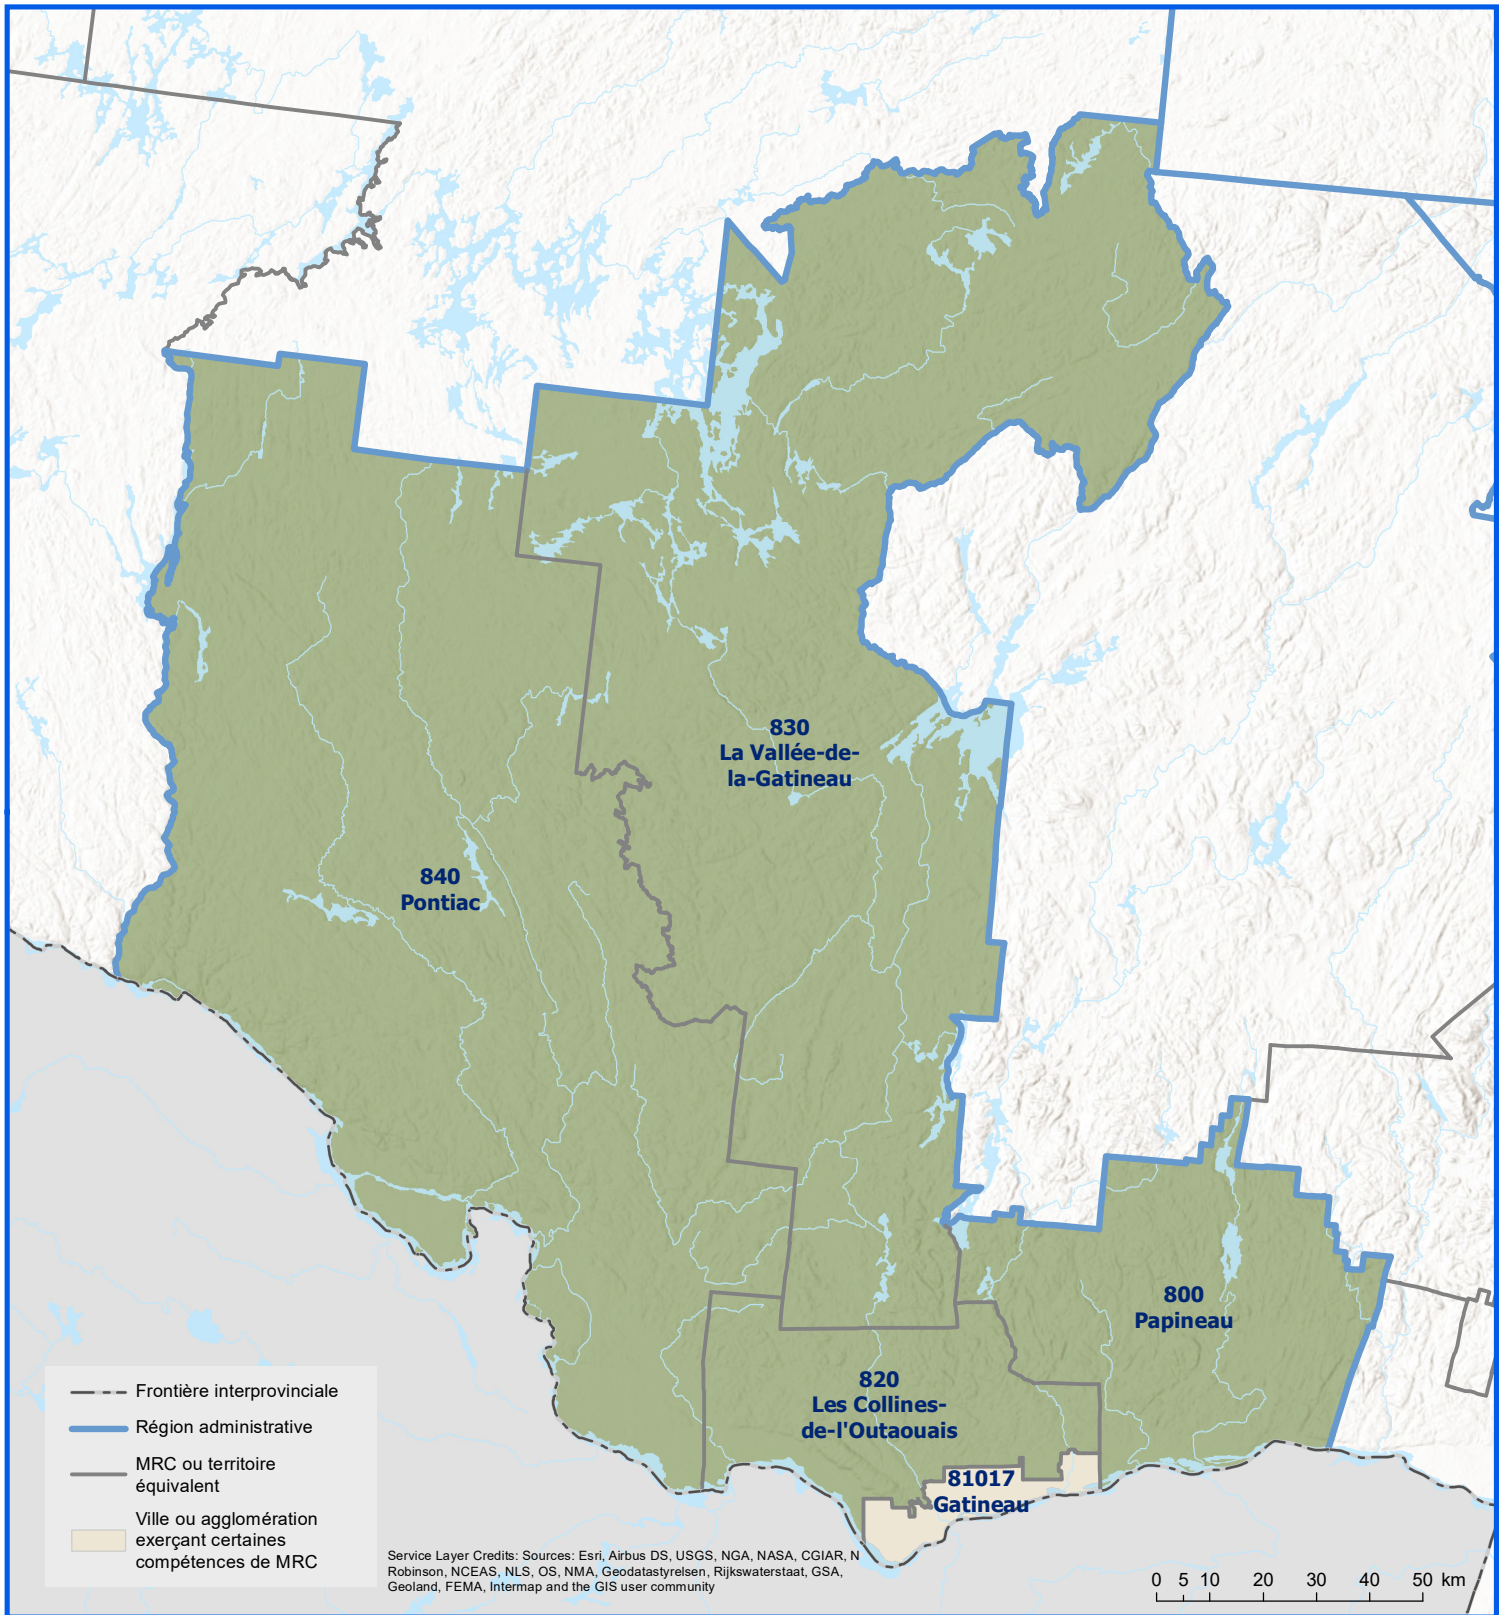 830
La Vallée-de-
la-Gatineau
840
Pontiac
800
Papineau
820
Les Collines-
de-l'Outaouais
81017
Gatineau
Frontière interprovinciale
Région administrative
MRC ou territoire
équivalent
Ville ou agglomération
exerçant certaines
compétences de MRC
Service Layer Credits: Sources: Esri, Airbus DS, USGS, NGA, NASA, CGIAR, N
Robinson, NCEAS, NLS, OS, NMA, Geodatastyrelsen, Rijkswaterstaat, GSA,
Geoland, FEMA, Intermap and the GIS user community
0 5 10 20 30 40 50 km